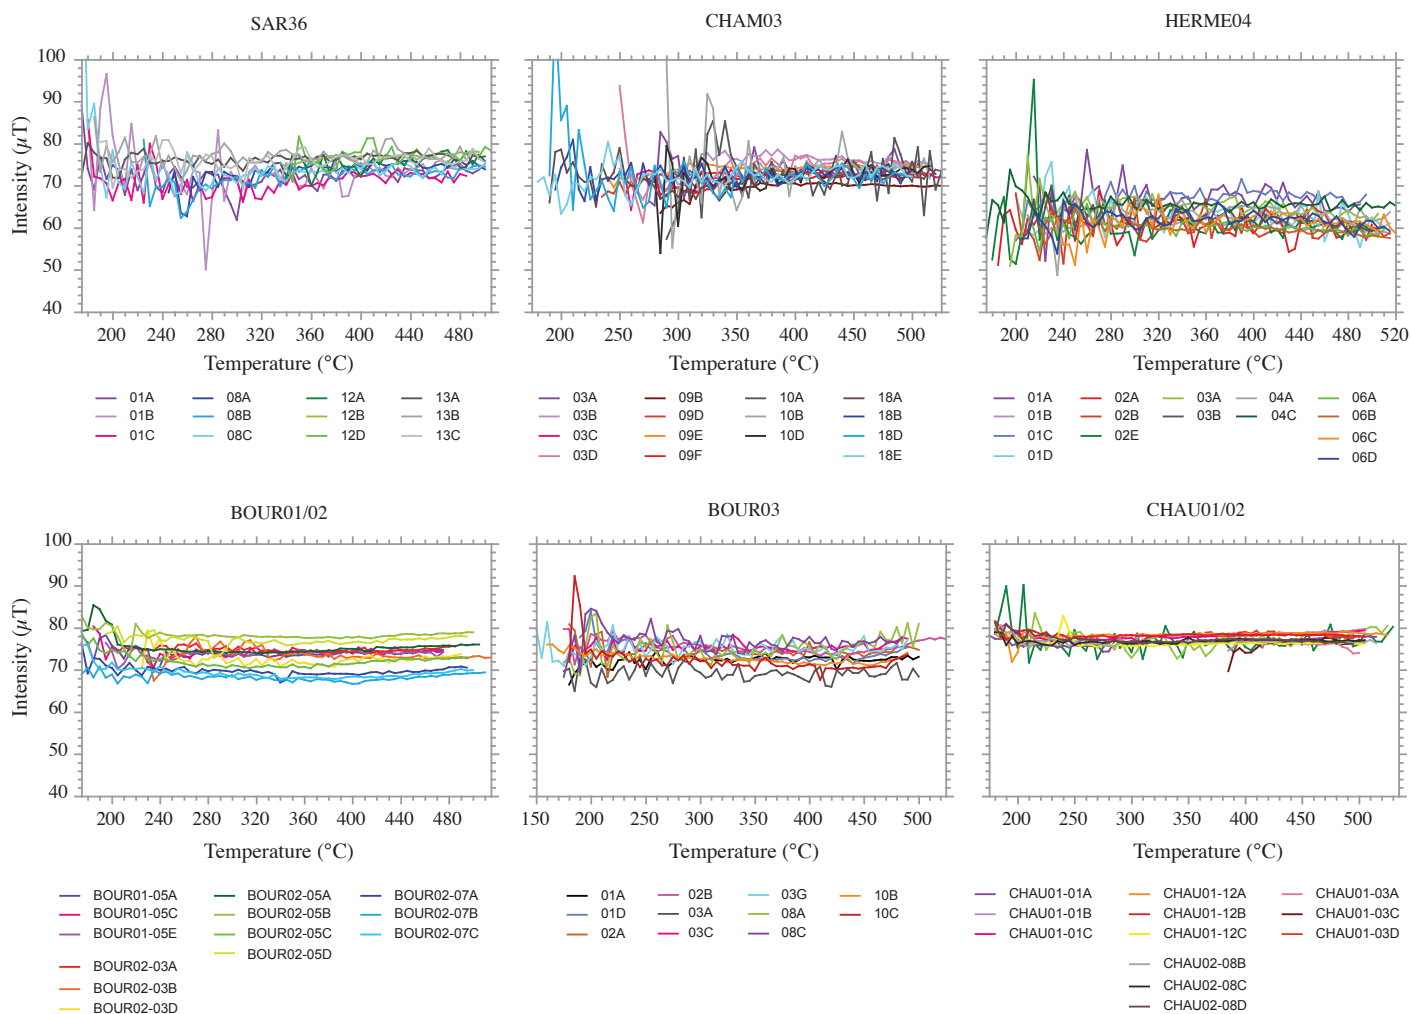 SAR36
CHAM03
HERME04
100
90
80
70
60
50
40
Intensity (µT)
200 240 280 320 360 400 440 480
200 250 300 350 400 450 500
200 240 280 320 360 400 440 480 520
Temperature (°C)
Temperature (°C)
Temperature (°C)
01A 08A 12A 13A
01B 08B 12B 13B
01C 08C 12D 13C
03A 09B 10A 18A
03B 09D 10B 18B
03C 09E 10D 18D
03D 09F 18E
01A 02A 03A 04A 06A
01B 02B 03B 04C 06B
01C 02E 06C
01D 06D
BOUR01/02
BOUR03
CHAU01/02
100
90
80
70
60
50
40
Intensity (µT)
200 240 280 320 360 400 440 480
150 200 250 300 350 400 450 500
200 250 300 350 400 450 500
Temperature (°C)
Temperature (°C)
Temperature (°C)
BOUR01-05A BOUR02-05A BOUR02-07A
BOUR01-05C BOUR02-05B BOUR02-07B
BOUR01-05E BOUR02-05C BOUR02-07C
BOUR02-05D
BOUR02-03A
BOUR02-03B
BOUR02-03D
01A 02B 03G 10B
01D 03A 08A 10C
02A 03C 08C
CHAU01-01A CHAU01-12A CHAU01-03A
CHAU01-01B CHAU01-12B CHAU01-03C
CHAU01-01C CHAU01-12C CHAU01-03D
CHAU02-08B
CHAU02-08C
CHAU02-08D